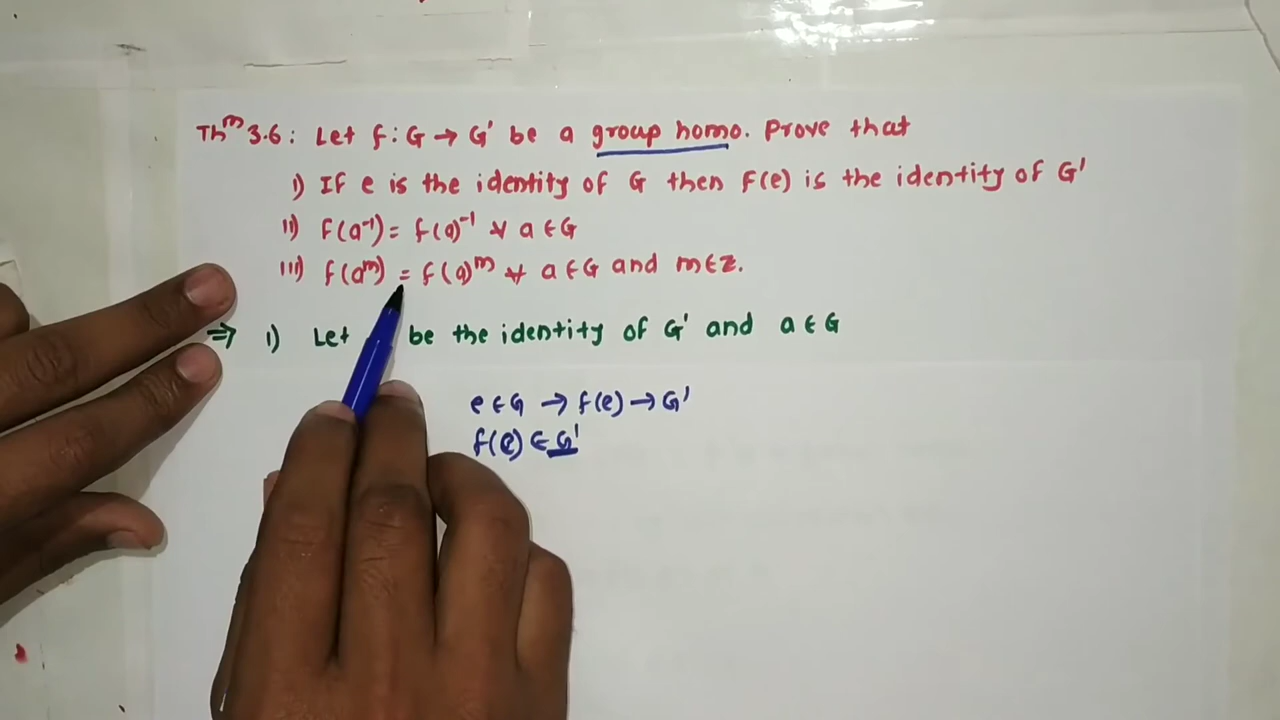 Thm 3.6: Let f: G → G' be a group homo. Prove that
i) If e is the identity of G then f(e) is the identity of G'
ii) f(a⁻¹) = f(a)⁻¹ ∀ a ∈ G
iii) f(aᵐ) = f(a)ᵐ ∀ a ∈ G and m ∈ Z.
⇒ i) Let be the identity of G' and a ∈ G
e ∈ G → f(e) → G'
f(e) ∈ G'